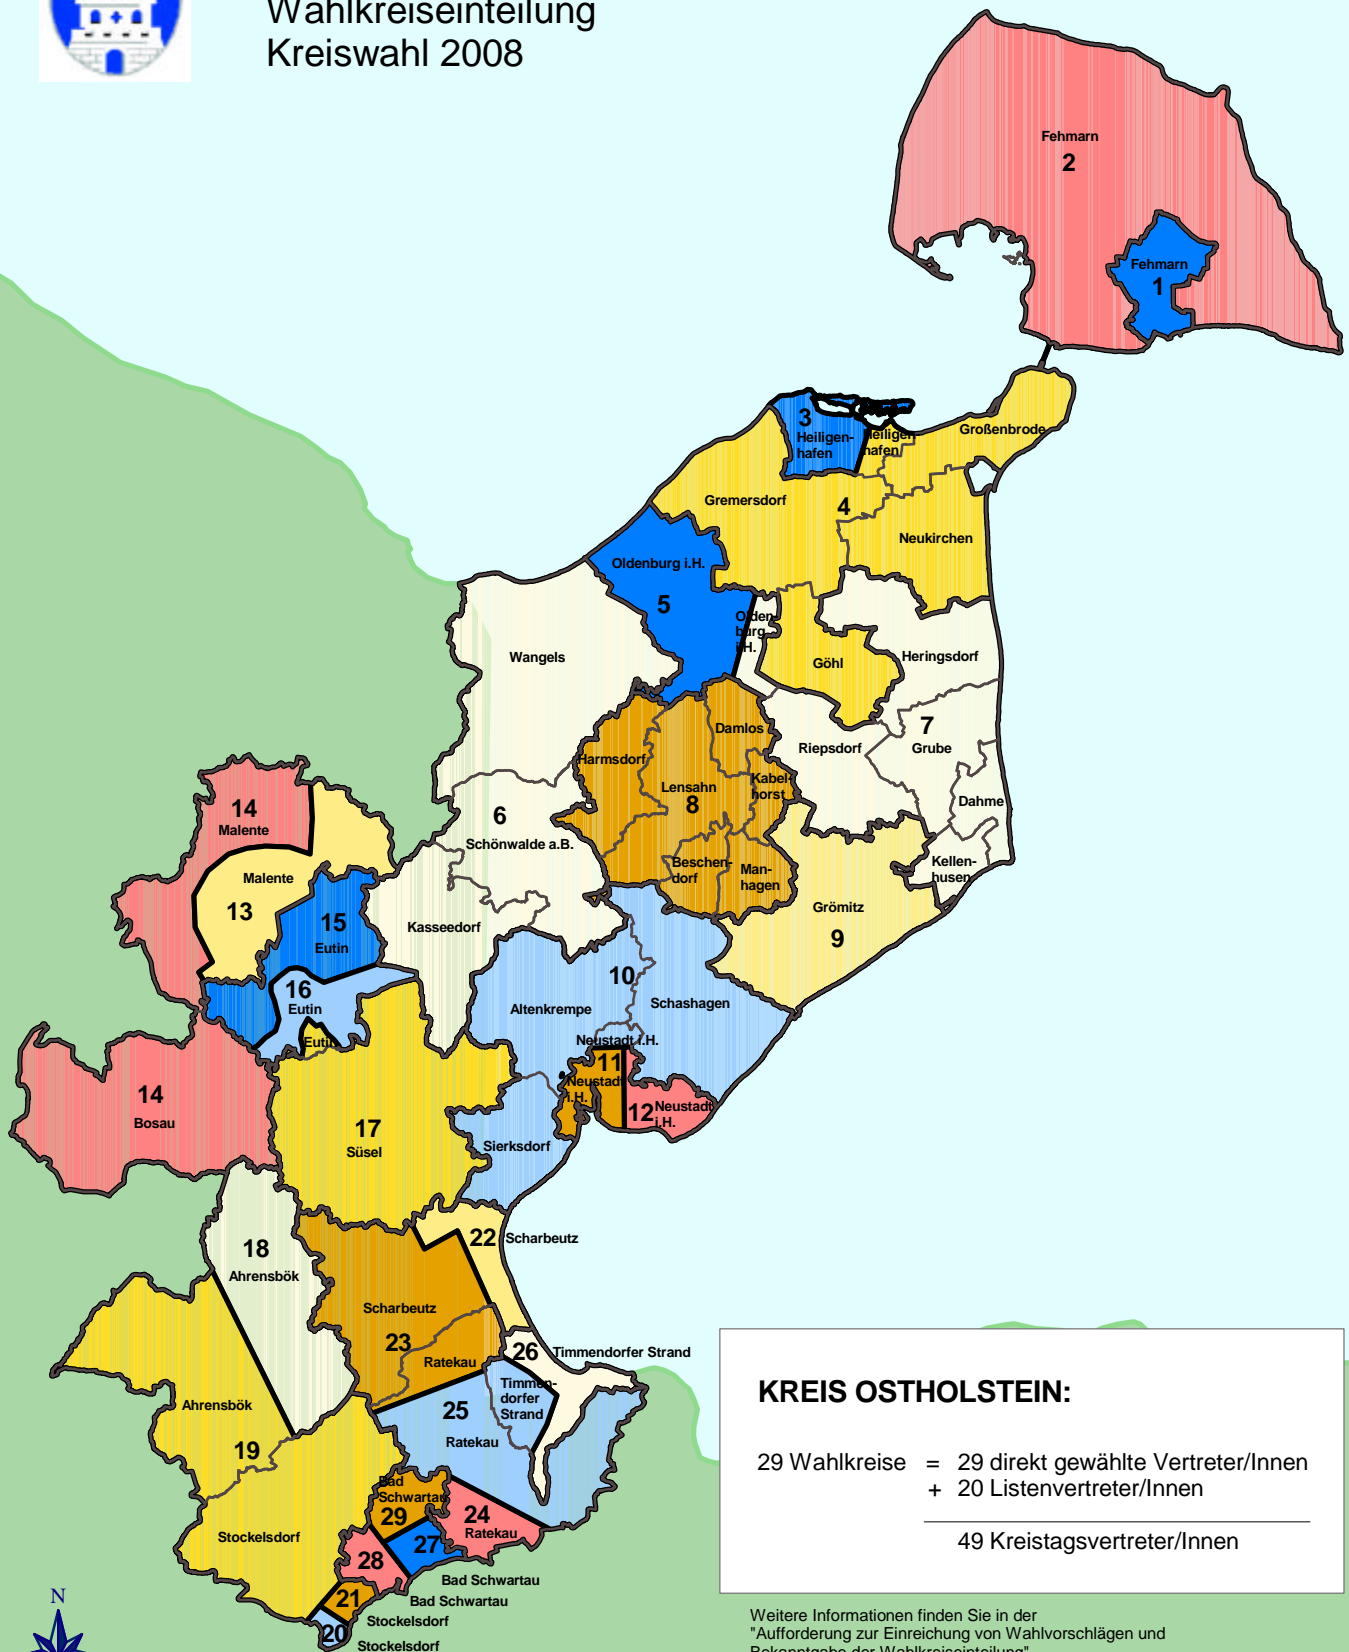 Wahlkreiseinteilung
Kreiswahl 2008
Fehmarn
2
Fehmarn
1
3
Heiligen-
hafen
Heiligen
hafen
Großenbrode
Gremersdorf
4
Neukirchen
Oldenburg i.H.
5
Olden-
burg
i.H.
Göhl
Heringsdorf
Wangels
7
Grube
Riepsdorf
Damlos
Harmsdorf
Lensahn
8
Kabel-
horst
Dahme
Kellen-
husen
Beschen-
dorf
Man-
hagen
6
Schönwalde a.B.
Kasseedorf
Grömitz
9
14
Malente
Malente
13
15
Eutin
16
Eutin
Eutin
10
Altenkrempe
Schashagen
Neustadt i.H.
11
Neustadt
i.H.
12
Neustadt
i.H.
14
Bosau
17
Süsel
Sierksdorf
18
Ahrensbök
22
Scharbeutz
Scharbeutz
23
Ratekau
26
Timmendorfer Strand
Timmen-
dorfer
Strand
25
Ratekau
Ahrensbök
19
Stockelsdorf
Bad
Schwartau
29
24
Ratekau
27
28
Bad Schwartau
21
Bad Schwartau
Stockelsdorf
20
Stockelsdorf
N
KREIS OSTHOLSTEIN:
29 Wahlkreise = 29 direkt gewählte Vertreter/Innen
+ 20 Listenvertreter/Innen
49 Kreistagsvertreter/Innen
Weitere Informationen finden Sie in der
"Aufforderung zur Einreichung von Wahlvorschlägen und
Bekanntgabe der Wahlkreiseinteilung"